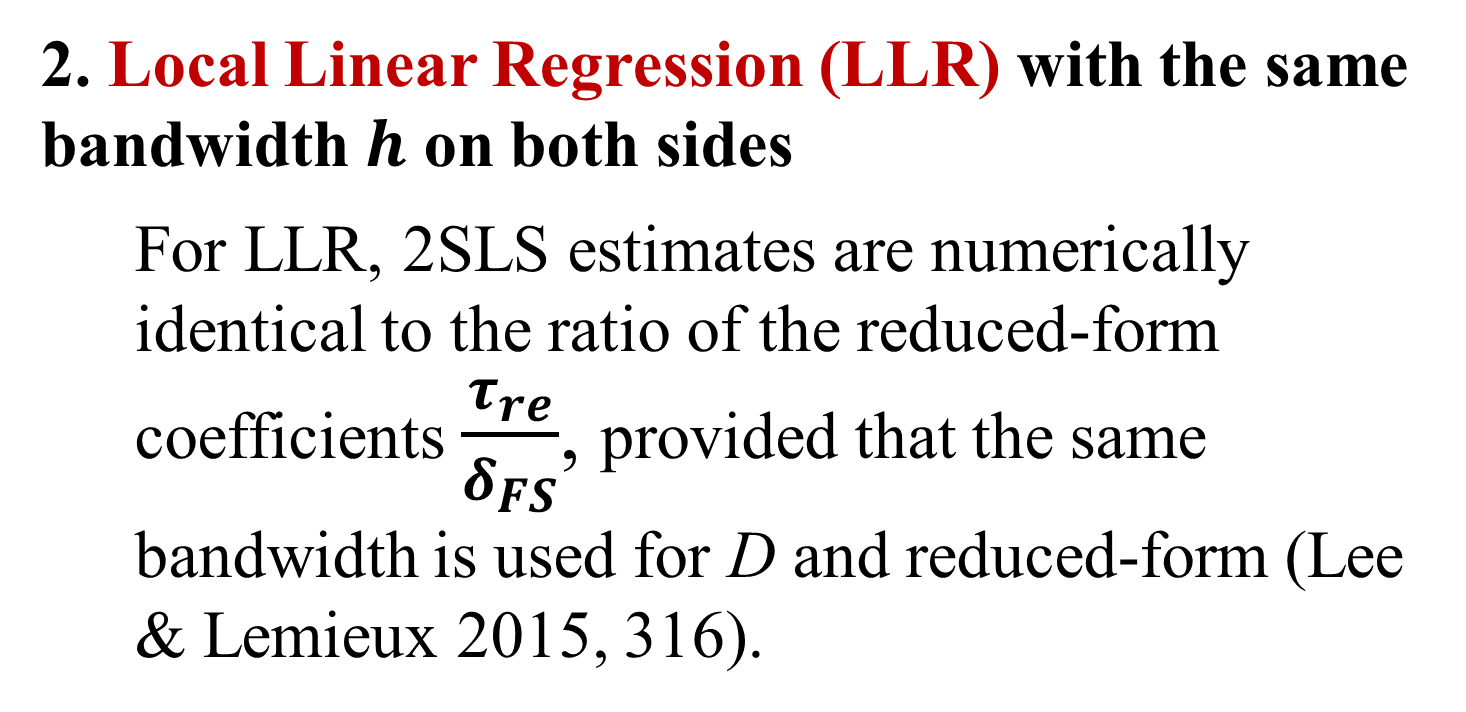 2. Local Linear Regression (LLR) with the same
bandwidth h on both sides
For LLR, 2SLS estimates are numerically
identical to the ratio of the reduced-form
coefficients τ_re/δ_FS, provided that the same
bandwidth is used for D and reduced-form (Lee
& Lemieux 2015, 316).